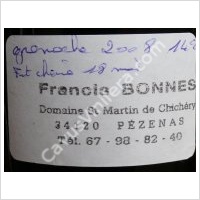 grenache 2008 14
Fût chêne 18 mois
Francis BONNES
Domaine St Martin de Chichéry
34120 PÉZENAS
Tél. 67-98-82-40